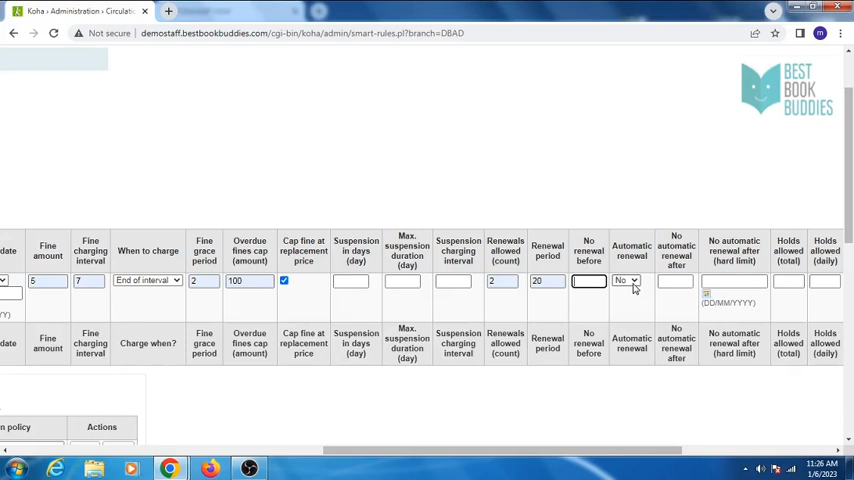 Koha › Administration › Circulatio
m
Not secure | demostaff.bestbookbuddies.com/cgi-bin/koha/admin/smart-rules.pl?branch=DBAD
BEST
BOOK
BUDDIES
date
Fine
amount
Fine
charging
interval
When to charge
Fine
grace
period
Overdue
fines cap
(amount)
Cap fine at
replacement
price
Suspension
in days
(day)
Max.
suspension
duration
(day)
Suspension
charging
interval
Renewals
allowed
(count)
Renewal
period
No
renewal
before
Automatic
renewal
No
automatic
renewal
after
No automatic
renewal after
(hard limit)
Holds
allowed
(total)
Holds
allowed
(daily)
5
7
End of interval
2
100
2
20
No
YY)
(DD/MM/YYYY)
Fine
amount
Fine
charging
interval
Charge when?
Fine
grace
period
Overdue
fines cap
(amount)
Cap fine at
replacement
price
Suspension
in days
(day)
Max.
suspension
duration
(day)
Suspension
charging
interval
Renewals
allowed
(count)
Renewal
period
No
renewal
before
Automatic
renewal
No
automatic
renewal
after
No automatic
renewal after
(hard limit)
Holds
allowed
(total)
Holds
allowed
(daily)
n policy
Actions
11:26 AM
1/6/2023